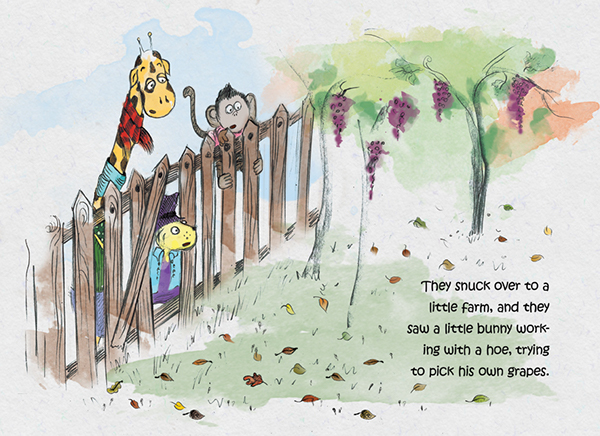 They snuck over to a
little farm, and they
saw a little bunny work-
ing with a hoe, trying
to pick his own grapes.